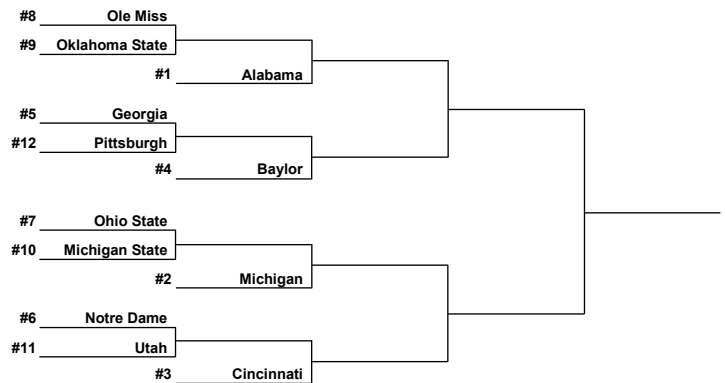 #8 Ole Miss
#9 Oklahoma State
#1 Alabama
#5 Georgia
#12 Pittsburgh
#4 Baylor
#7 Ohio State
#10 Michigan State
#2 Michigan
#6 Notre Dame
#11 Utah
#3 Cincinnati